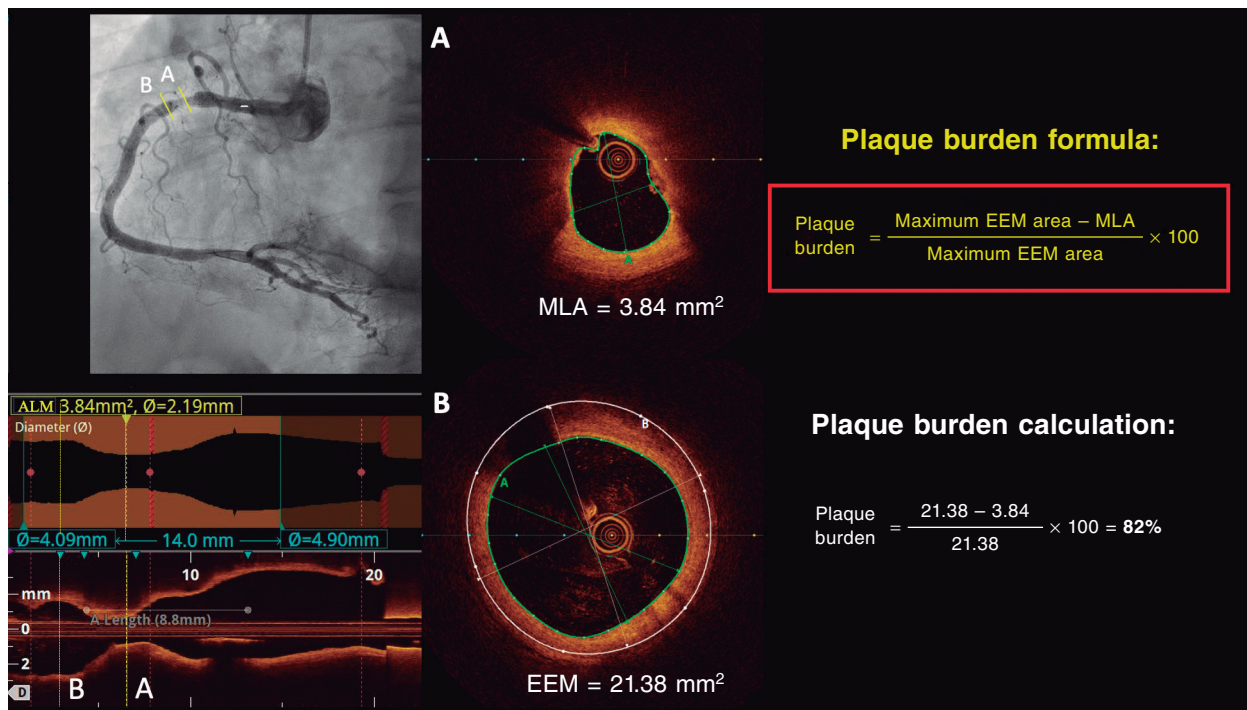 B A
A
MLA = 3.84 mm²
Plaque burden formula:
Plaque burden = Maximum EEM area – MLA / Maximum EEM area × 100
ALM 3.84mm², Ø=2.19mm
Diameter (Ø)
Ø=4.09mm 14.0 mm Ø=4.90mm
10 20
mm
A Length (8.8mm)
0
2
D B A
B
B
A
EEM = 21.38 mm²
A
Plaque burden calculation:
Plaque burden = 21.38 – 3.84 / 21.38 × 100 = 82%